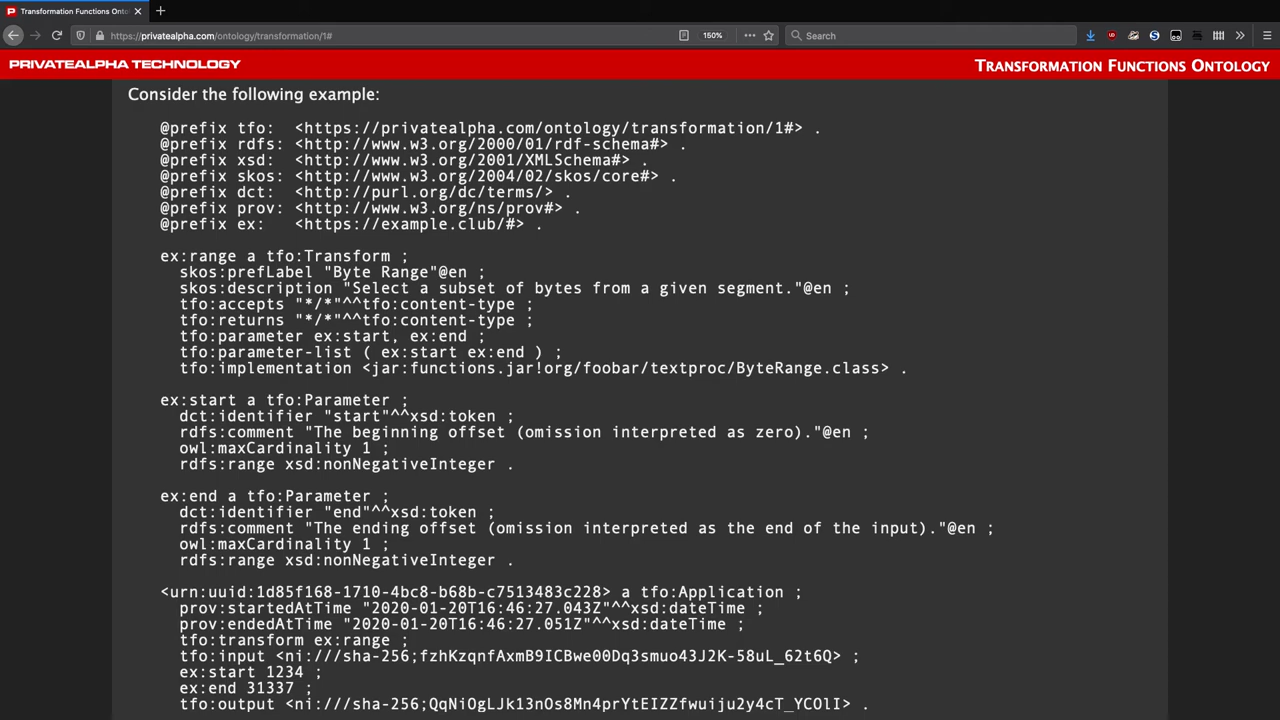 Transformation Functions Onto
https://privatealpha.com/ontology/transformation/1#
150%
Search
PRIVATEALPHA TECHNOLOGY
TRANSFORMATION FUNCTIONS ONTOLOGY
Consider the following example:
@prefix tfo:  <https://privatealpha.com/ontology/transformation/1#> .
@prefix rdfs: <http://www.w3.org/2000/01/rdf-schema#> .
@prefix xsd:  <http://www.w3.org/2001/XMLSchema#> .
@prefix skos: <http://www.w3.org/2004/02/skos/core#> .
@prefix dct:  <http://purl.org/dc/terms/> .
@prefix prov: <http://www.w3.org/ns/prov#> .
@prefix ex:   <https://example.club/#> .
ex:range a tfo:Transform ;
skos:prefLabel "Byte Range"@en ;
skos:description "Select a subset of bytes from a given segment."@en ;
tfo:accepts "*/*"^^tfo:content-type ;
tfo:returns "*/*"^^tfo:content-type ;
tfo:parameter ex:start, ex:end ;
tfo:parameter-list ( ex:start ex:end ) ;
tfo:implementation <jar:functions.jar!org/foobar/textproc/ByteRange.class> .
ex:start a tfo:Parameter ;
dct:identifier "start"^^xsd:token ;
rdfs:comment "The beginning offset (omission interpreted as zero)."@en ;
owl:maxCardinality 1 ;
rdfs:range xsd:nonNegativeInteger .
ex:end a tfo:Parameter ;
dct:identifier "end"^^xsd:token ;
rdfs:comment "The ending offset (omission interpreted as the end of the input)."@en ;
owl:maxCardinality 1 ;
rdfs:range xsd:nonNegativeInteger .
<urn:uuid:1d85f168-1710-4bc8-b68b-c7513483c228> a tfo:Application ;
prov:startedAtTime "2020-01-20T16:46:27.043Z"^^xsd:dateTime ;
prov:endedAtTime "2020-01-20T16:46:27.051Z"^^xsd:dateTime ;
tfo:transform ex:range ;
tfo:input <ni:///sha-256;fzhKzqnfAxmB9ICBwe00Dq3smuo43J2K-58uL_62t6Q> ;
ex:start 1234 ;
ex:end 31337 ;
tfo:output <ni:///sha-256;QqNiOgLJk13nOs8Mn4prYtEIZZfwuiju2y4cT_YCOlI> .